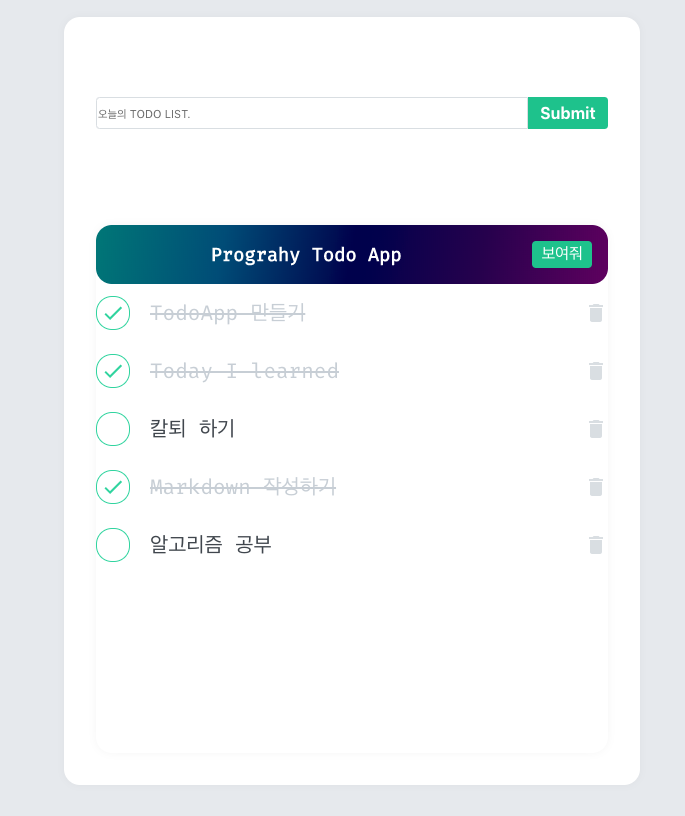 오늘의 TODO LIST.
Submit
Prograhy Todo App
보여줘
TodoApp 만들기
Today I learned
칼퇴 하기
Markdown 작성하기
알고리즘 공부